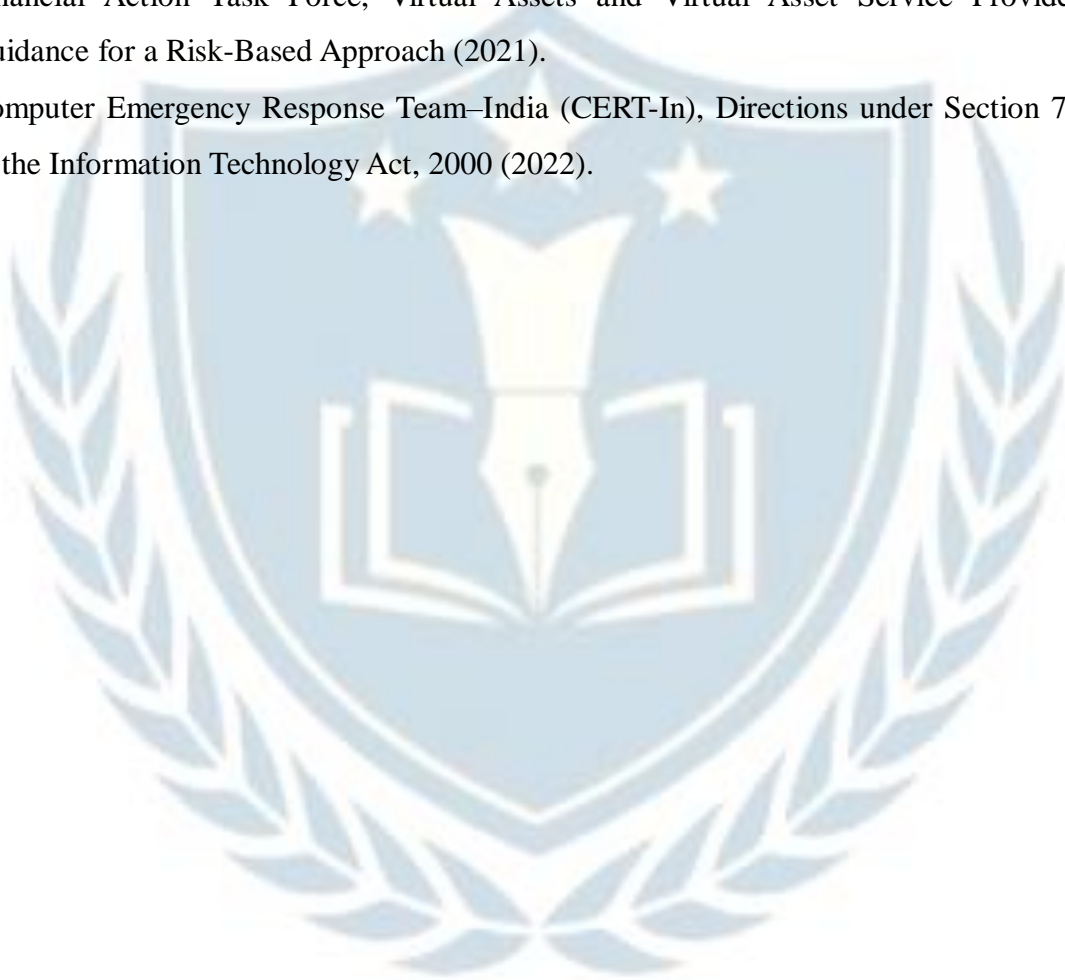 nancial Action Task Force, Virtual Assets and Virtual Asset Service Provide
uidance for a Risk-Based Approach (2021).
omputer Emergency Response Team–India (CERT-In), Directions under Section 7
the Information Technology Act, 2000 (2022).